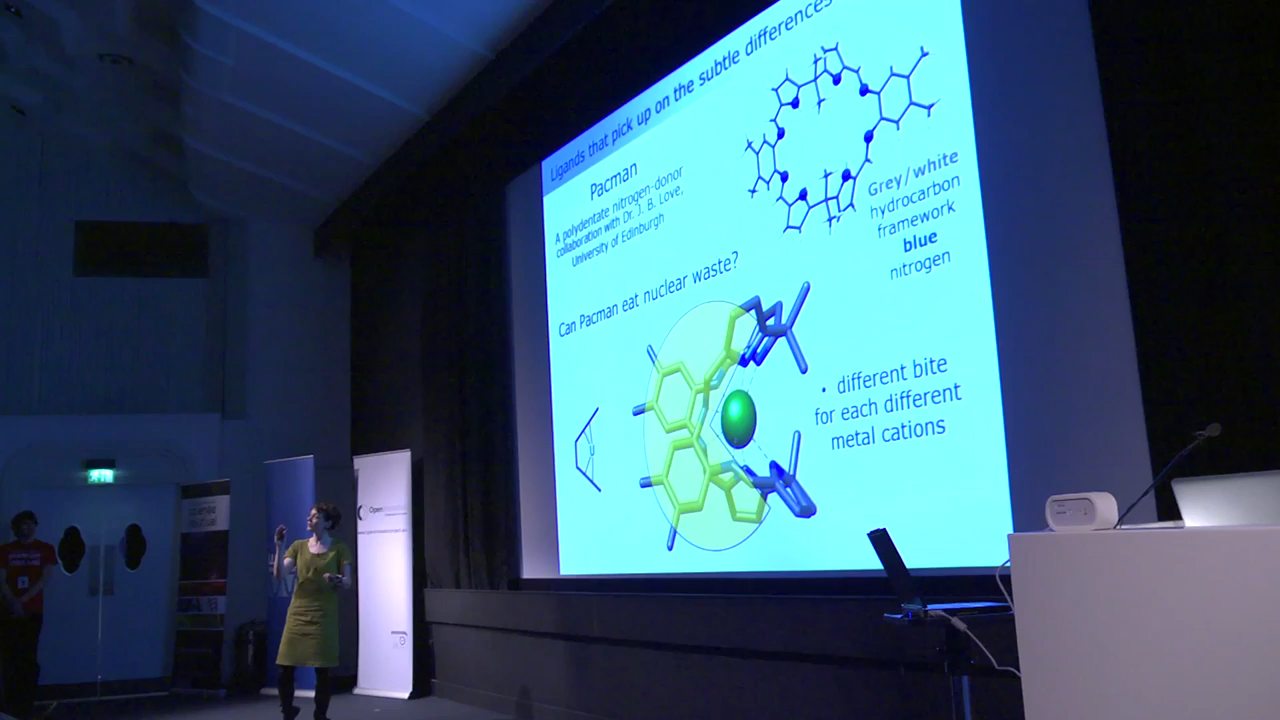 Ligands that pick up on the subtle differences
Pacman
A polydentate nitrogen-donor
collaboration with Dr. J. B. Love,
University of Edinburgh
Can Pacman eat nuclear waste?
Grey/white
hydrocarbon
framework
blue
nitrogen
• different bite
for each different
metal cations
U
Open